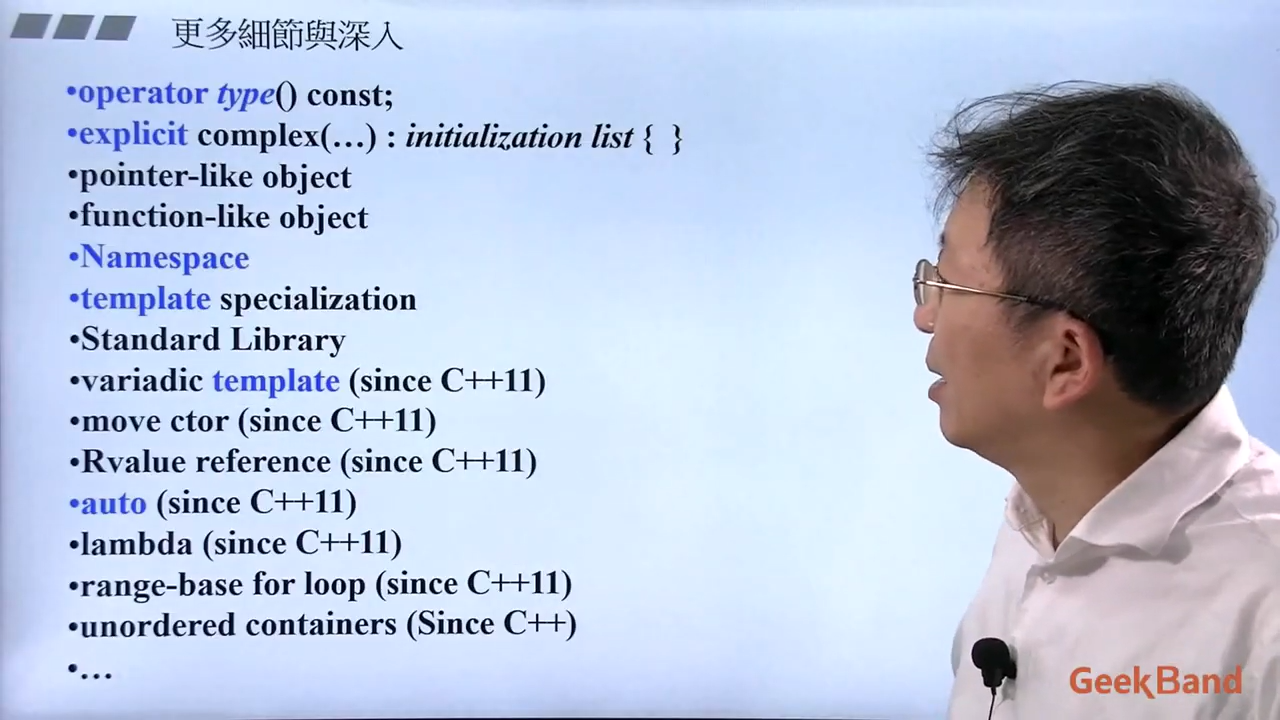 更多細節與深入
•operator type() const;
•explicit complex(…) : initialization list { }
•pointer-like object
•function-like object
•Namespace
•template specialization
•Standard Library
•variadic template (since C++11)
•move ctor (since C++11)
•Rvalue reference (since C++11)
•auto (since C++11)
•lambda (since C++11)
•range-base for loop (since C++11)
•unordered containers (Since C++)
•…
GeekBand